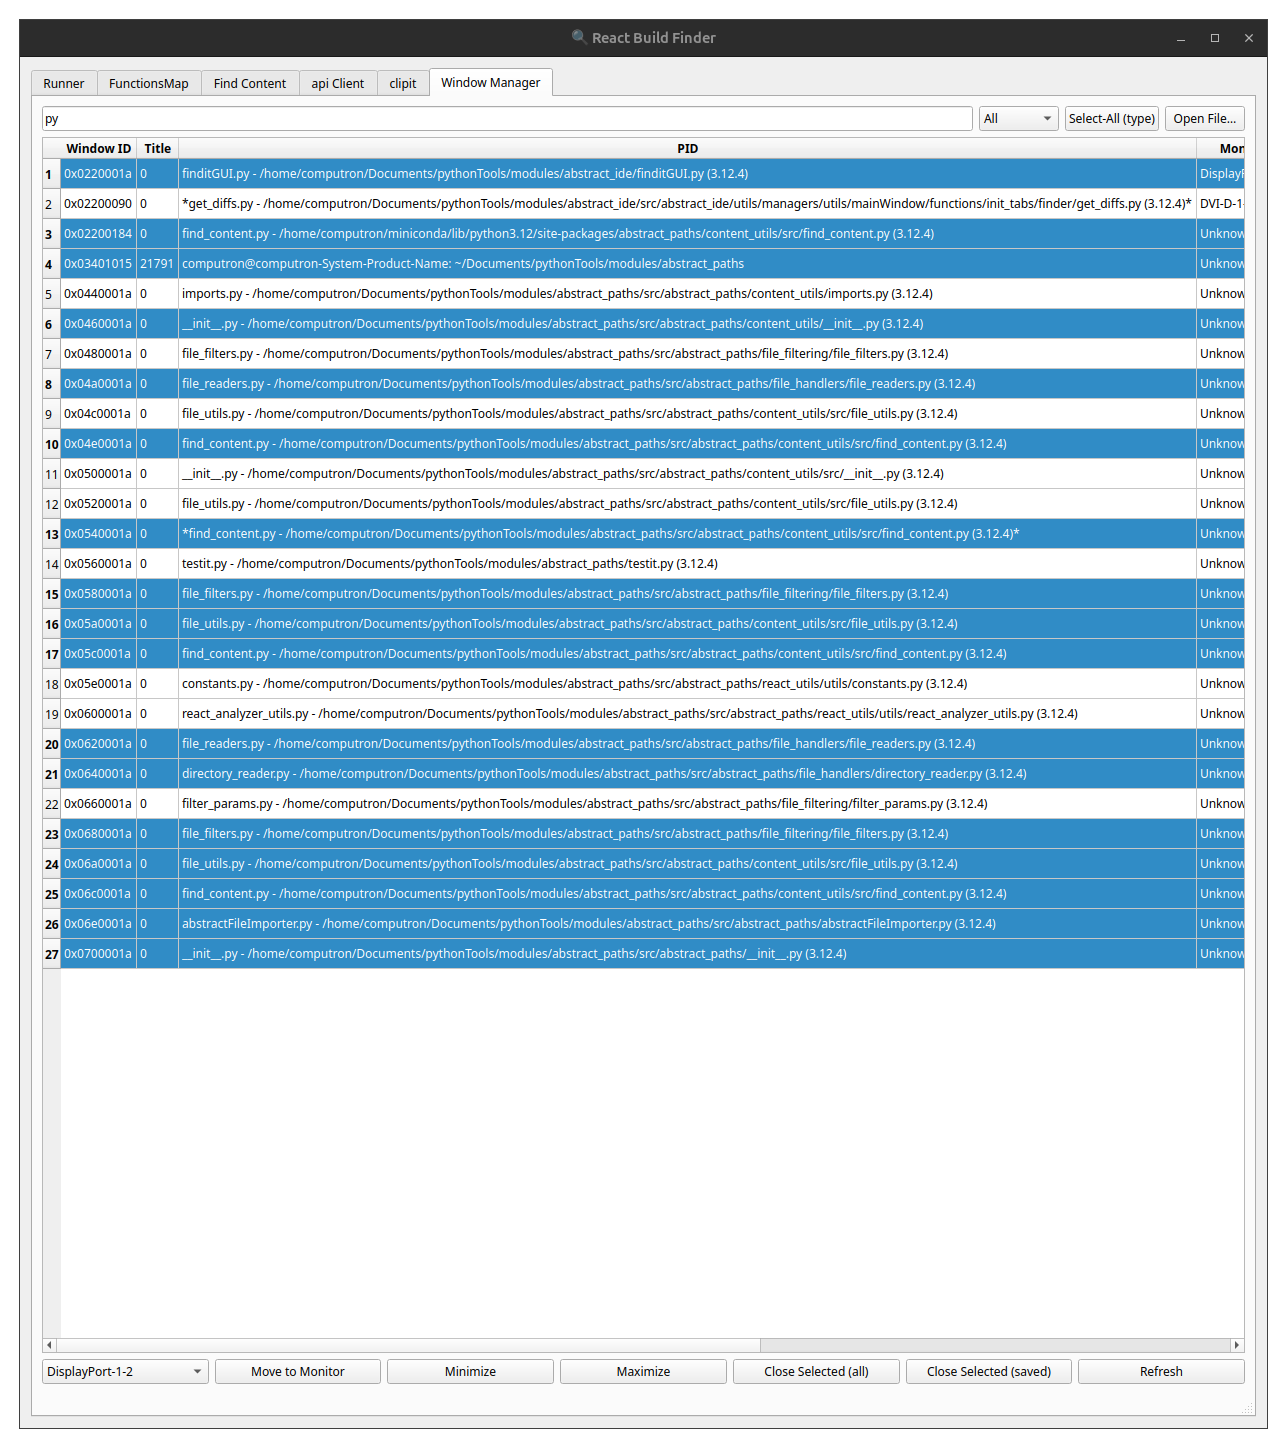 🔍 React Build Finder
Runner FunctionsMap Find Content api Client clipit Window Manager
py All Select-All (type) Open File...
Window ID Title PID Mon
1 0x0220001a 0 finditGUI.py - /home/computron/Documents/pythonTools/modules/abstract_ide/finditGUI.py (3.12.4) Display
2 0x02200090 0 *get_diffs.py - /home/computron/Documents/pythonTools/modules/abstract_ide/src/abstract_ide/utils/managers/utils/mainWindow/functions/init_tabs/finder/get_diffs.py (3.12.4)* DVI-D-1
3 0x02200184 0 find_content.py - /home/computron/miniconda/lib/python3.12/site-packages/abstract_paths/content_utils/src/find_content.py (3.12.4) Unknow
4 0x03401015 21791 computron@computron-System-Product-Name: ~/Documents/pythonTools/modules/abstract_paths Unknow
5 0x0440001a 0 imports.py - /home/computron/Documents/pythonTools/modules/abstract_paths/src/abstract_paths/content_utils/imports.py (3.12.4) Unknow
6 0x0460001a 0 __init__.py - /home/computron/Documents/pythonTools/modules/abstract_paths/src/abstract_paths/content_utils/__init__.py (3.12.4) Unknow
7 0x0480001a 0 file_filters.py - /home/computron/Documents/pythonTools/modules/abstract_paths/src/abstract_paths/file_filtering/file_filters.py (3.12.4) Unknow
8 0x04a0001a 0 file_readers.py - /home/computron/Documents/pythonTools/modules/abstract_paths/src/abstract_paths/file_handlers/file_readers.py (3.12.4) Unknow
9 0x04c0001a 0 file_utils.py - /home/computron/Documents/pythonTools/modules/abstract_paths/src/abstract_paths/content_utils/src/file_utils.py (3.12.4) Unknow
10 0x04e0001a 0 find_content.py - /home/computron/Documents/pythonTools/modules/abstract_paths/src/abstract_paths/content_utils/src/find_content.py (3.12.4) Unknow
11 0x0500001a 0 __init__.py - /home/computron/Documents/pythonTools/modules/abstract_paths/src/abstract_paths/content_utils/src/__init__.py (3.12.4) Unknow
12 0x0520001a 0 file_utils.py - /home/computron/Documents/pythonTools/modules/abstract_paths/src/abstract_paths/content_utils/src/file_utils.py (3.12.4) Unknow
13 0x0540001a 0 *find_content.py - /home/computron/Documents/pythonTools/modules/abstract_paths/src/abstract_paths/content_utils/src/find_content.py (3.12.4)* Unknow
14 0x0560001a 0 testit.py - /home/computron/Documents/pythonTools/modules/abstract_paths/testit.py (3.12.4) Unknow
15 0x0580001a 0 file_filters.py - /home/computron/Documents/pythonTools/modules/abstract_paths/src/abstract_paths/file_filtering/file_filters.py (3.12.4) Unknow
16 0x05a0001a 0 file_utils.py - /home/computron/Documents/pythonTools/modules/abstract_paths/src/abstract_paths/content_utils/src/file_utils.py (3.12.4) Unknow
17 0x05c0001a 0 find_content.py - /home/computron/Documents/pythonTools/modules/abstract_paths/src/abstract_paths/content_utils/src/find_content.py (3.12.4) Unknow
18 0x05e0001a 0 constants.py - /home/computron/Documents/pythonTools/modules/abstract_paths/src/abstract_paths/react_utils/utils/constants.py (3.12.4) Unknow
19 0x0600001a 0 react_analyzer_utils.py - /home/computron/Documents/pythonTools/modules/abstract_paths/src/abstract_paths/react_utils/utils/react_analyzer_utils.py (3.12.4) Unknow
20 0x0620001a 0 file_readers.py - /home/computron/Documents/pythonTools/modules/abstract_paths/src/abstract_paths/file_handlers/file_readers.py (3.12.4) Unknow
21 0x0640001a 0 directory_reader.py - /home/computron/Documents/pythonTools/modules/abstract_paths/src/abstract_paths/file_handlers/directory_reader.py (3.12.4) Unknow
22 0x0660001a 0 filter_params.py - /home/computron/Documents/pythonTools/modules/abstract_paths/src/abstract_paths/file_filtering/filter_params.py (3.12.4) Unknow
23 0x0680001a 0 file_filters.py - /home/computron/Documents/pythonTools/modules/abstract_paths/src/abstract_paths/file_filtering/file_filters.py (3.12.4) Unknow
24 0x06a0001a 0 file_utils.py - /home/computron/Documents/pythonTools/modules/abstract_paths/src/abstract_paths/content_utils/src/file_utils.py (3.12.4) Unknow
25 0x06c0001a 0 find_content.py - /home/computron/Documents/pythonTools/modules/abstract_paths/src/abstract_paths/content_utils/src/find_content.py (3.12.4) Unknow
26 0x06e0001a 0 abstractFileImporter.py - /home/computron/Documents/pythonTools/modules/abstract_paths/src/abstract_paths/abstractFileImporter.py (3.12.4) Unknow
27 0x0700001a 0 __init__.py - /home/computron/Documents/pythonTools/modules/abstract_paths/src/abstract_paths/__init__.py (3.12.4) Unknow
DisplayPort-1-2 Move to Monitor Minimize Maximize Close Selected (all) Close Selected (saved) Refresh